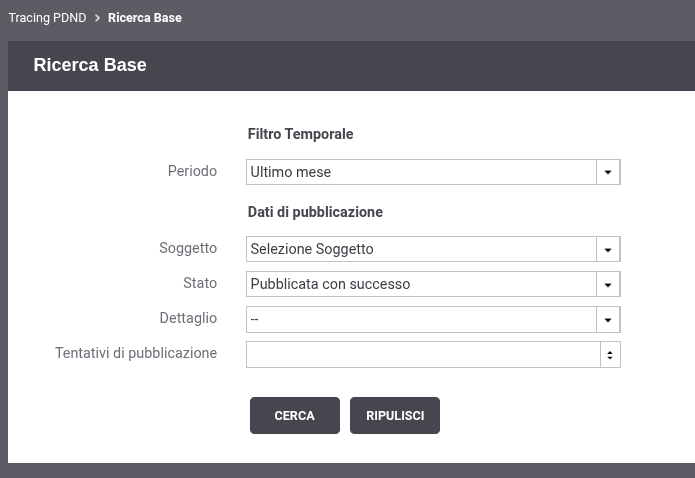 Tracing PDND > Ricerca Base
Ricerca Base
Filtro Temporale
Periodo Ultimo mese
Dati di pubblicazione
Soggetto Selezione Soggetto
Stato Pubblicata con successo
Dettaglio --
Tentativi di pubblicazione
CERCA RIPULISCI